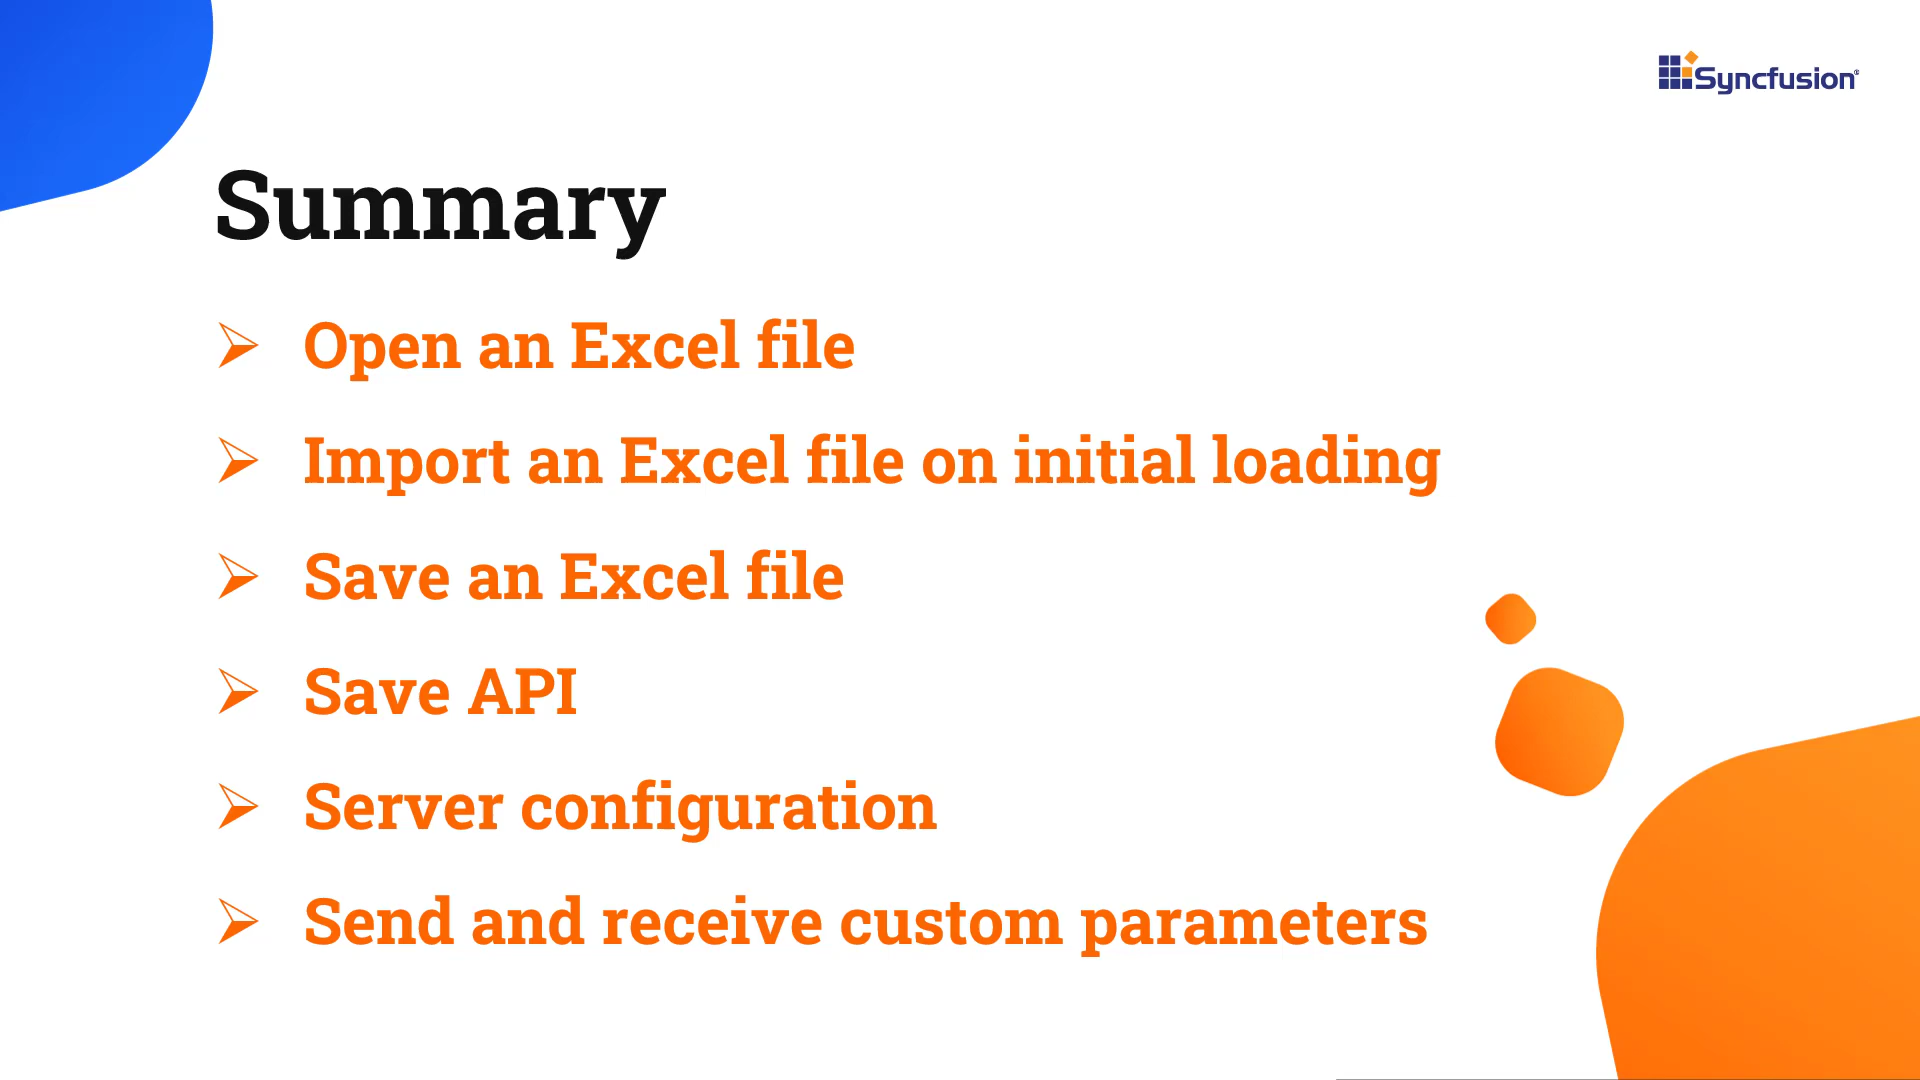 Syncfusion®
Summary
➢ Open an Excel file
➢ Import an Excel file on initial loading
➢ Save an Excel file
➢ Save API
➢ Server configuration
➢ Send and receive custom parameters